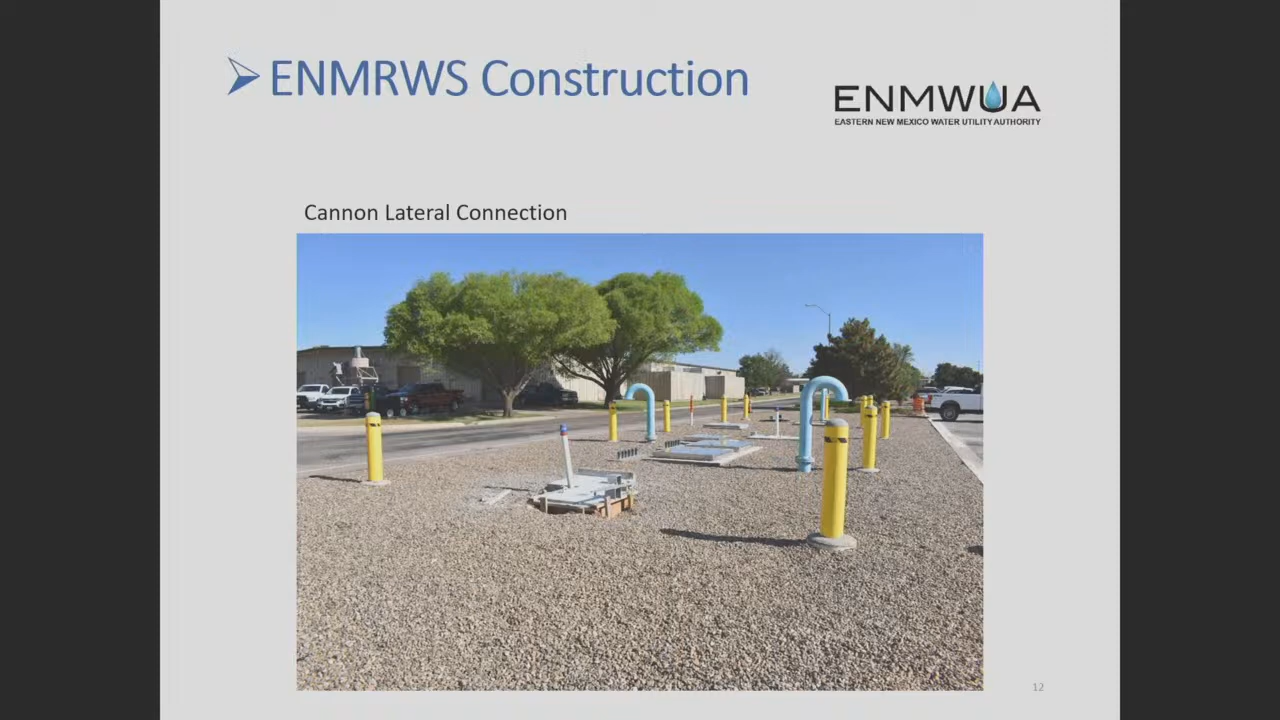 ENMRWS Construction
ENMWUA
EASTERN NEW MEXICO WATER UTILITY AUTHORITY
Cannon Lateral Connection
12